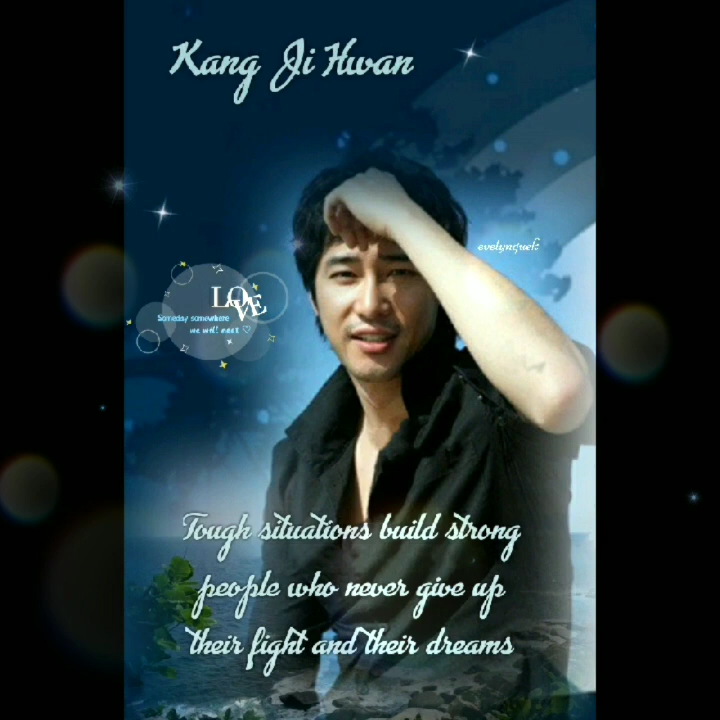 Kang Ji Hwan
LOVE
Someday somewhere
we will meet ♡
Tough situations build strong
people who never give up
their fight and their dreams